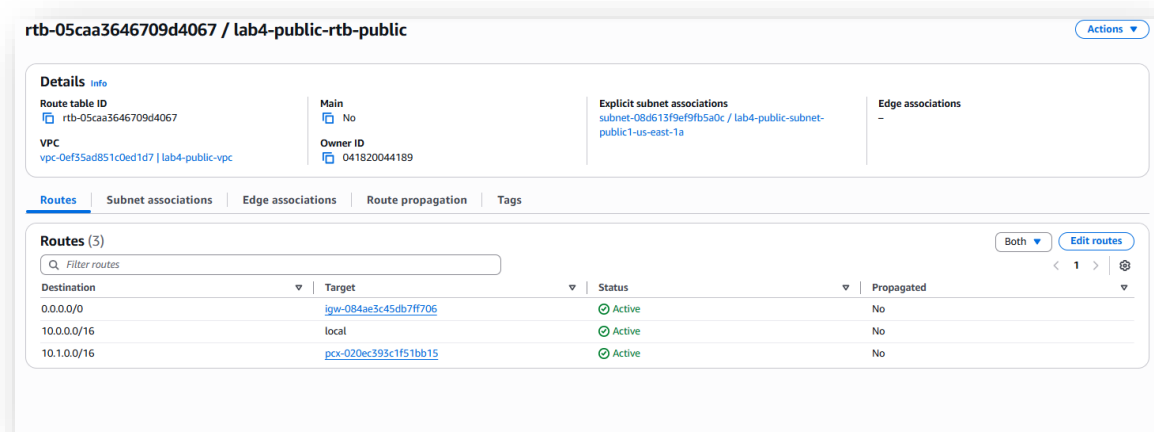 rtb-05caa3646709d4067 / lab4-public-rtb-public
Actions
Details Info
Route table ID
rtb-05caa3646709d4067
Main
No
Explicit subnet associations
subnet-08d613f9ef9fb5a0c / lab4-public-subnet-
public1-us-east-1a
Edge associations
–
VPC
vpc-0ef35ad851c0ed1d7 | lab4-public-vpc
Owner ID
041820044189
Routes
Subnet associations
Edge associations
Route propagation
Tags
Routes (3)
Both
Edit routes
Filter routes
1
Destination Target Status Propagated
0.0.0.0/0 igw-084ae3c45db7ff706 Active No
10.0.0.0/16 local Active No
10.1.0.0/16 pcx-020ec393c1f51bb15 Active No